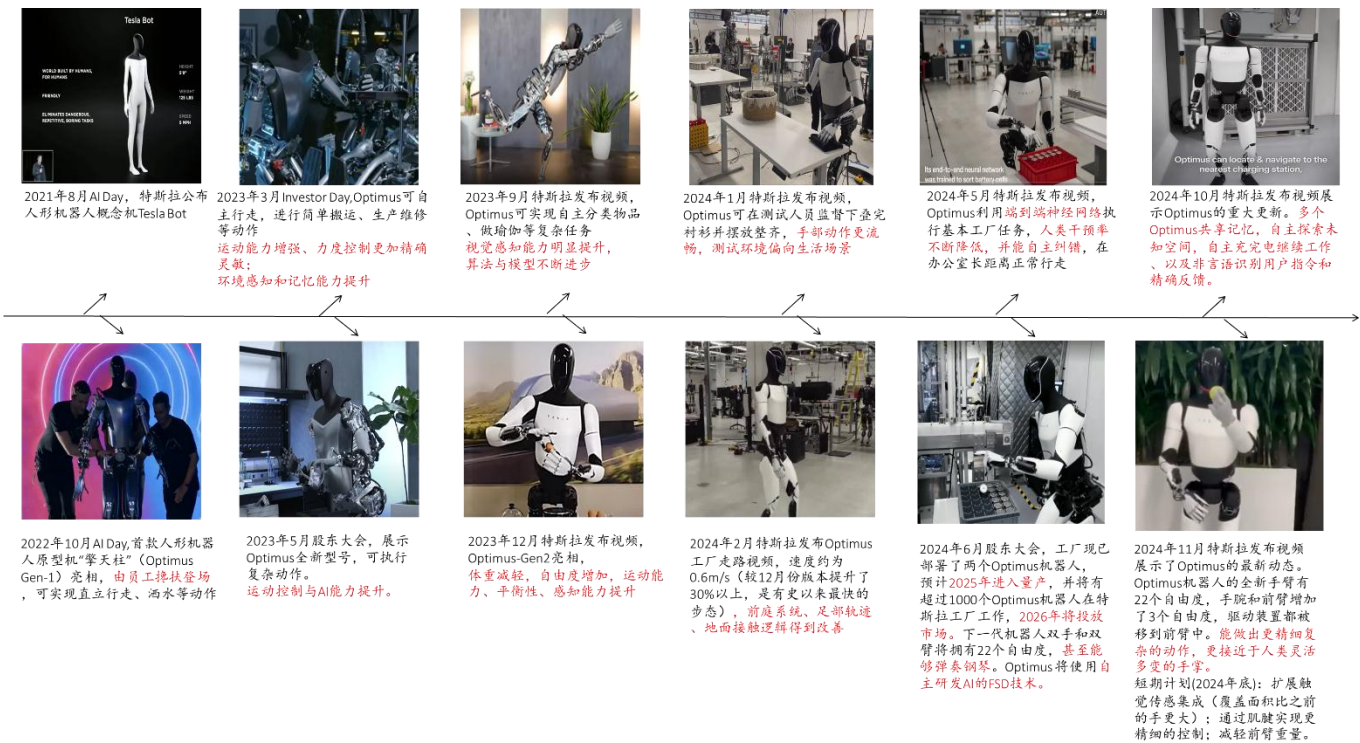 Tesla Bot
WORLD BUILT BY HUMANS,
FOR HUMANS
FRIENDLY
ELIMINATES DANGEROUS,
REPETITIVE, BORING TASKS
HEIGHT
5'8"
WEIGHT
125 LBS
SPEED
5 MPH
2021年8月AI Day，特斯拉公布
人形机器人概念机Tesla Bot
2023年3月Investor Day,Optimus可自
主行走，进行简单搬运、生产维修
等动作
运动能力增强、力度控制更加精确
灵敏；
环境感知和记忆能力提升
2023年9月特斯拉发布视频，
Optimus可实现自主分类物品
、做瑜伽等复杂任务
视觉感知能力明显提升，
算法与模型不断进步
2024年1月特斯拉发布视频，
Optimus可在测试人员监督下叠完
衬衫并摆放整齐，手部动作更流
畅，测试环境偏向生活场景
Its end-to-end neural network
was trained to sort battery cells
2024年5月特斯拉发布视频，
Optimus利用端到端神经网络执
行基本工厂任务，人类干预率
不断降低，并能自主纠错，在
办公室长距离正常行走
Optimus can locate & navigate to the
nearest charging station,
2024年10月特斯拉发布视频展
示Optimus的重大更新。多个
Optimus共享记忆，自主探索未
知空间，自主充完电继续工作
、以及非言语识别用户指令和
精确反馈。
2022年10月AI Day,首款人形机器
人原型机“擎天柱”（Optimus
Gen-1）亮相，由员工搀扶登场
，可实现直立行走、洒水等动作
2023年5月股东大会，展示
Optimus全新型号，可执行
复杂动作。
运动控制与AI能力提升。
2023年12月特斯拉发布视频，
Optimus-Gen2亮相，
体重减轻，自由度增加，运动能
力、平衡性、感知能力提升
2024年2月特斯拉发布Optimus
工厂走路视频，速度约为
0.6m/s（较12月份版本提升了
30%以上，是有史以来最快的
步态），前庭系统、足部轨迹
、地面接触逻辑得到改善
2024年6月股东大会，工厂现已
部署了两个Optimus机器人，
预计2025年进入量产，并将有
超过1000个Optimus机器人在特
斯拉工厂工作，2026年将投放
市场。下一代机器人双手和双
臂将拥有22个自由度，甚至能
够弹奏钢琴。Optimus将使用自
主研发AI的FSD技术。
2024年11月特斯拉发布视频
展示了Optimus的最新动态。
Optimus机器人的全新手臂有
22个自由度，手腕和前臂增加
了3个自由度，驱动装置都被
移到前臂中。能做出更精细复
杂的动作，更接近于人类灵活
多变的手掌。
短期计划(2024年底)：扩展触
觉传感集成（覆盖面积比之前
的手更大）；通过肌腱实现更
精细的控制；减轻前臂重量。